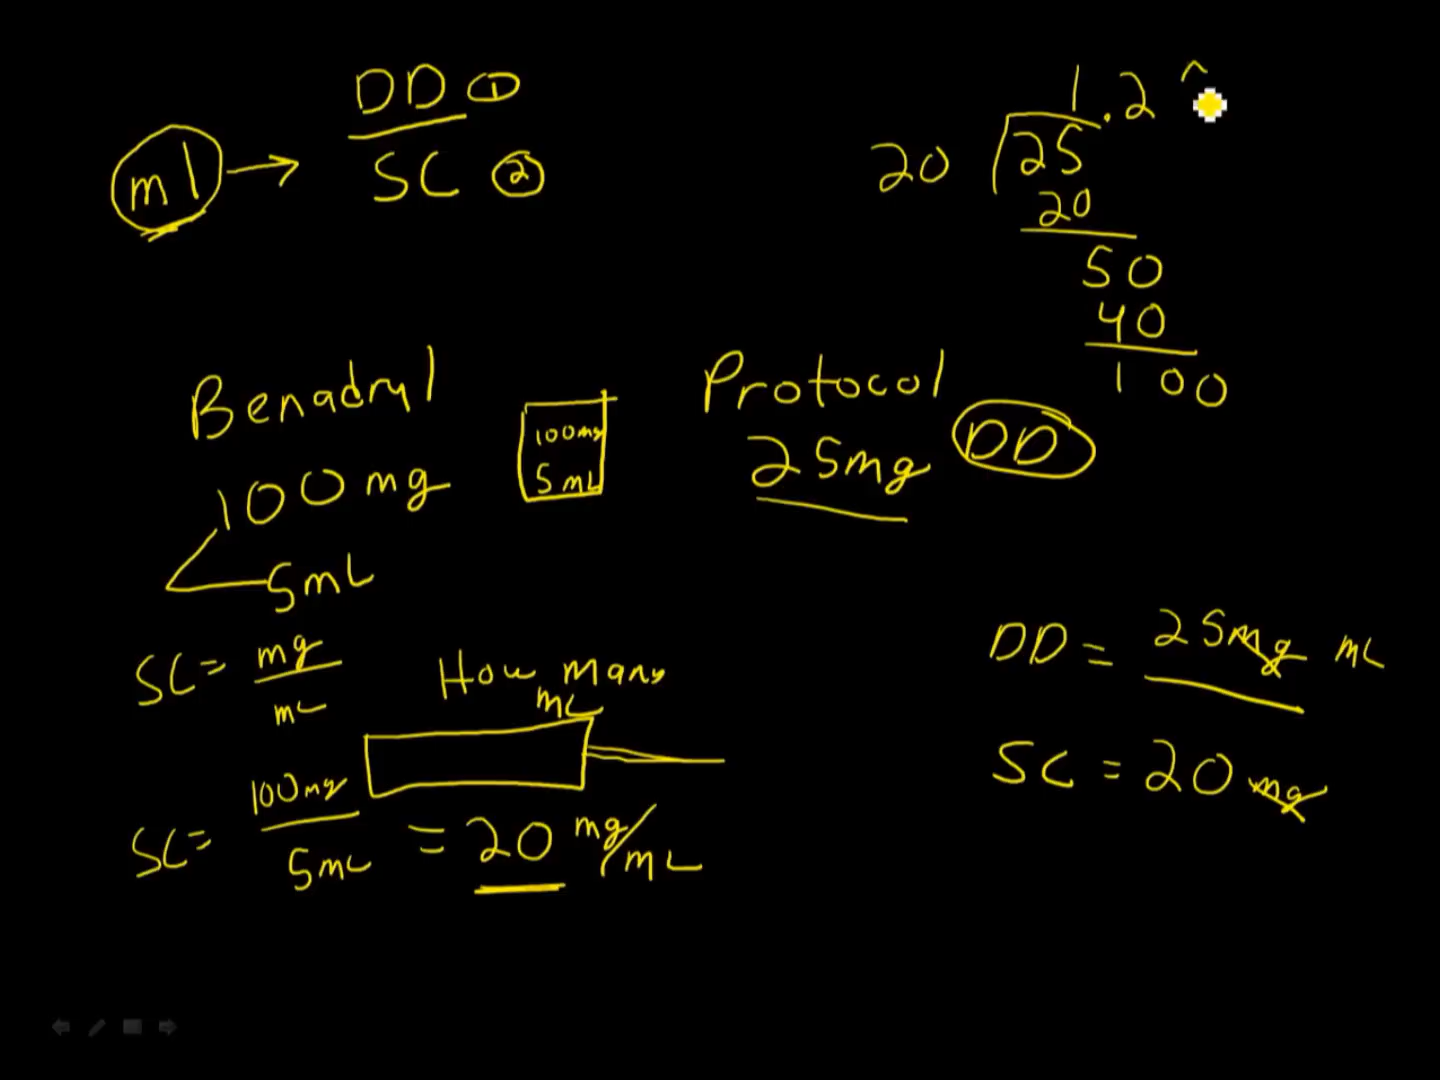 DD 1
ml → SC 2
1.2
20 25
20
50
40
100
Benadryl
100mg
5mL
100mg
5mL
Protocol
25mg DD
SC = mg
mL
How many
mL
SC = 100mg
5mL
= 20 mg/mL
DD = 25mg mL
SC = 20 mg